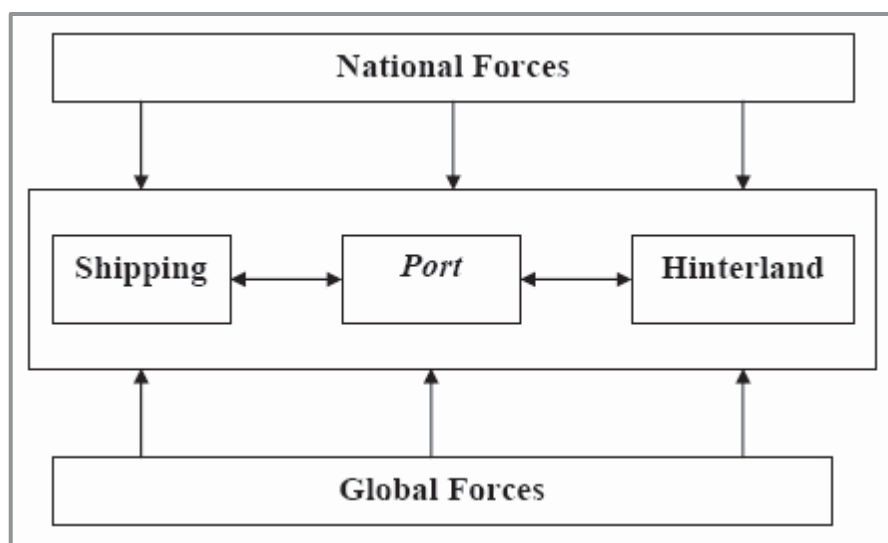 National Forces
Shipping
Port
Hinterland
Global Forces